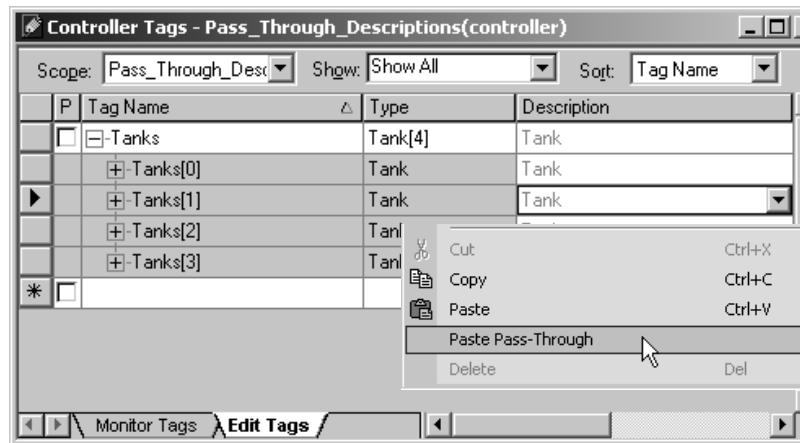 Controller Tags - Pass_Through_Descriptions(controller)
Scope: Pass_Through_Desc Show: Show All Sort: Tag Name
P Tag Name Type Description
Tanks Tank[4] Tank
Tanks[0] Tank Tank
Tanks[1] Tank Tank
Tanks[2]
Tanks[3]
Cut Ctrl+X
Copy Ctrl+C
Paste Ctrl+V
Paste Pass-Through
Delete Del
Monitor Tags Edit Tags